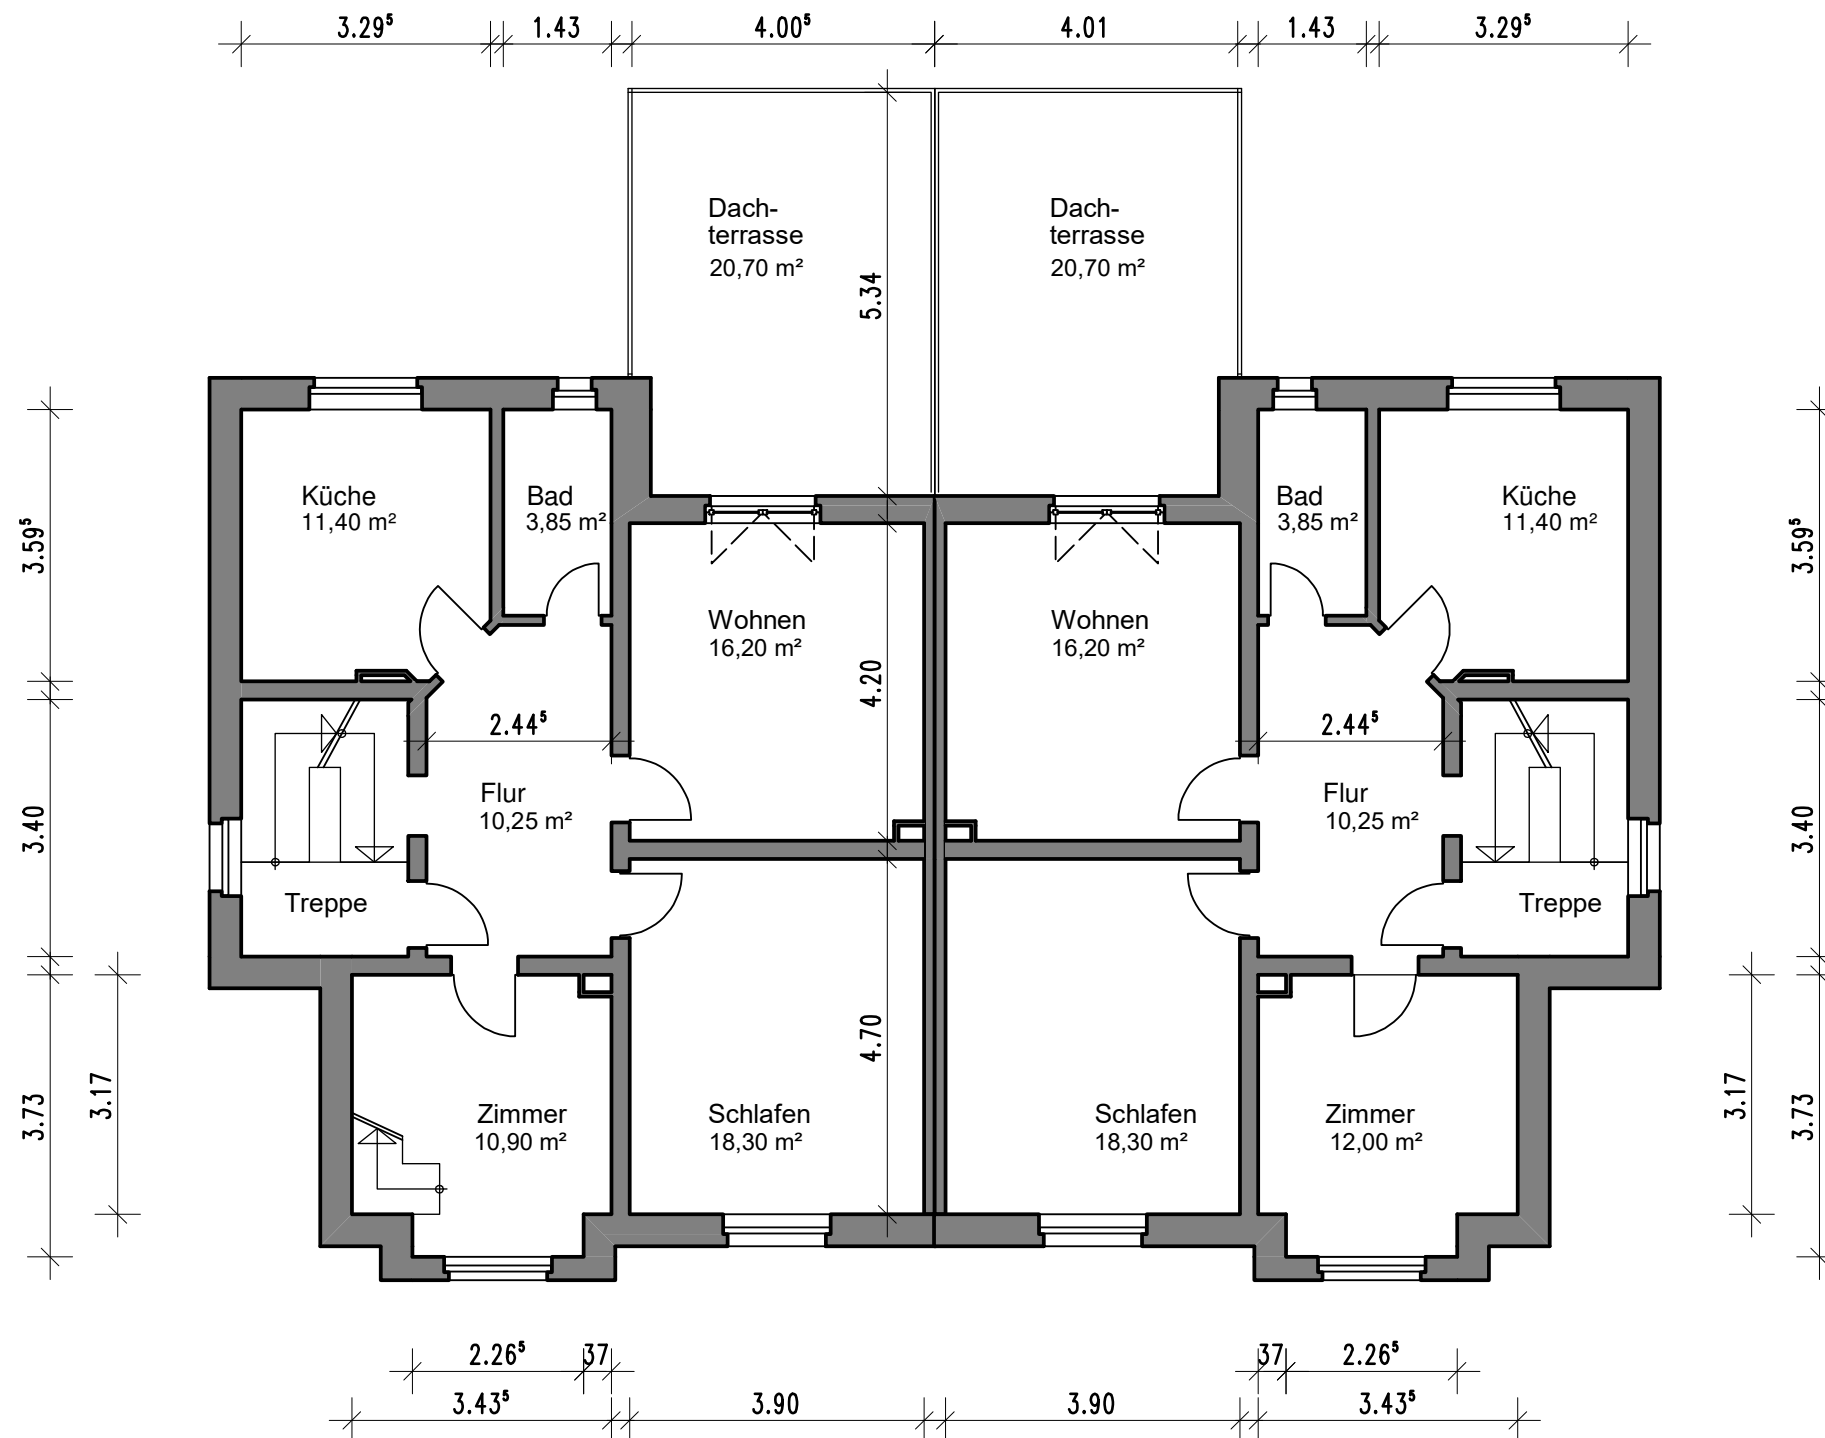 3.29⁵ 1.43 4.00⁵ 4.01 1.43 3.29⁵
Dach-
terrasse
20,70 m²
Dach-
terrasse
20,70 m²
5.34
Küche
11,40 m²
Bad
3,85 m²
Bad
3,85 m²
Küche
11,40 m²
3.59⁵
3.59⁵
Wohnen
16,20 m²
Wohnen
16,20 m²
4.20
2.44⁵
2.44⁵
Flur
10,25 m²
Flur
10,25 m²
3.40
3.40
Treppe
Treppe
4.70
3.73
3.17
3.17
3.73
Zimmer
10,90 m²
Schlafen
18,30 m²
Schlafen
18,30 m²
Zimmer
12,00 m²
2.26⁵ 37 37 2.26⁵
3.43⁵ 3.90 3.90 3.43⁵